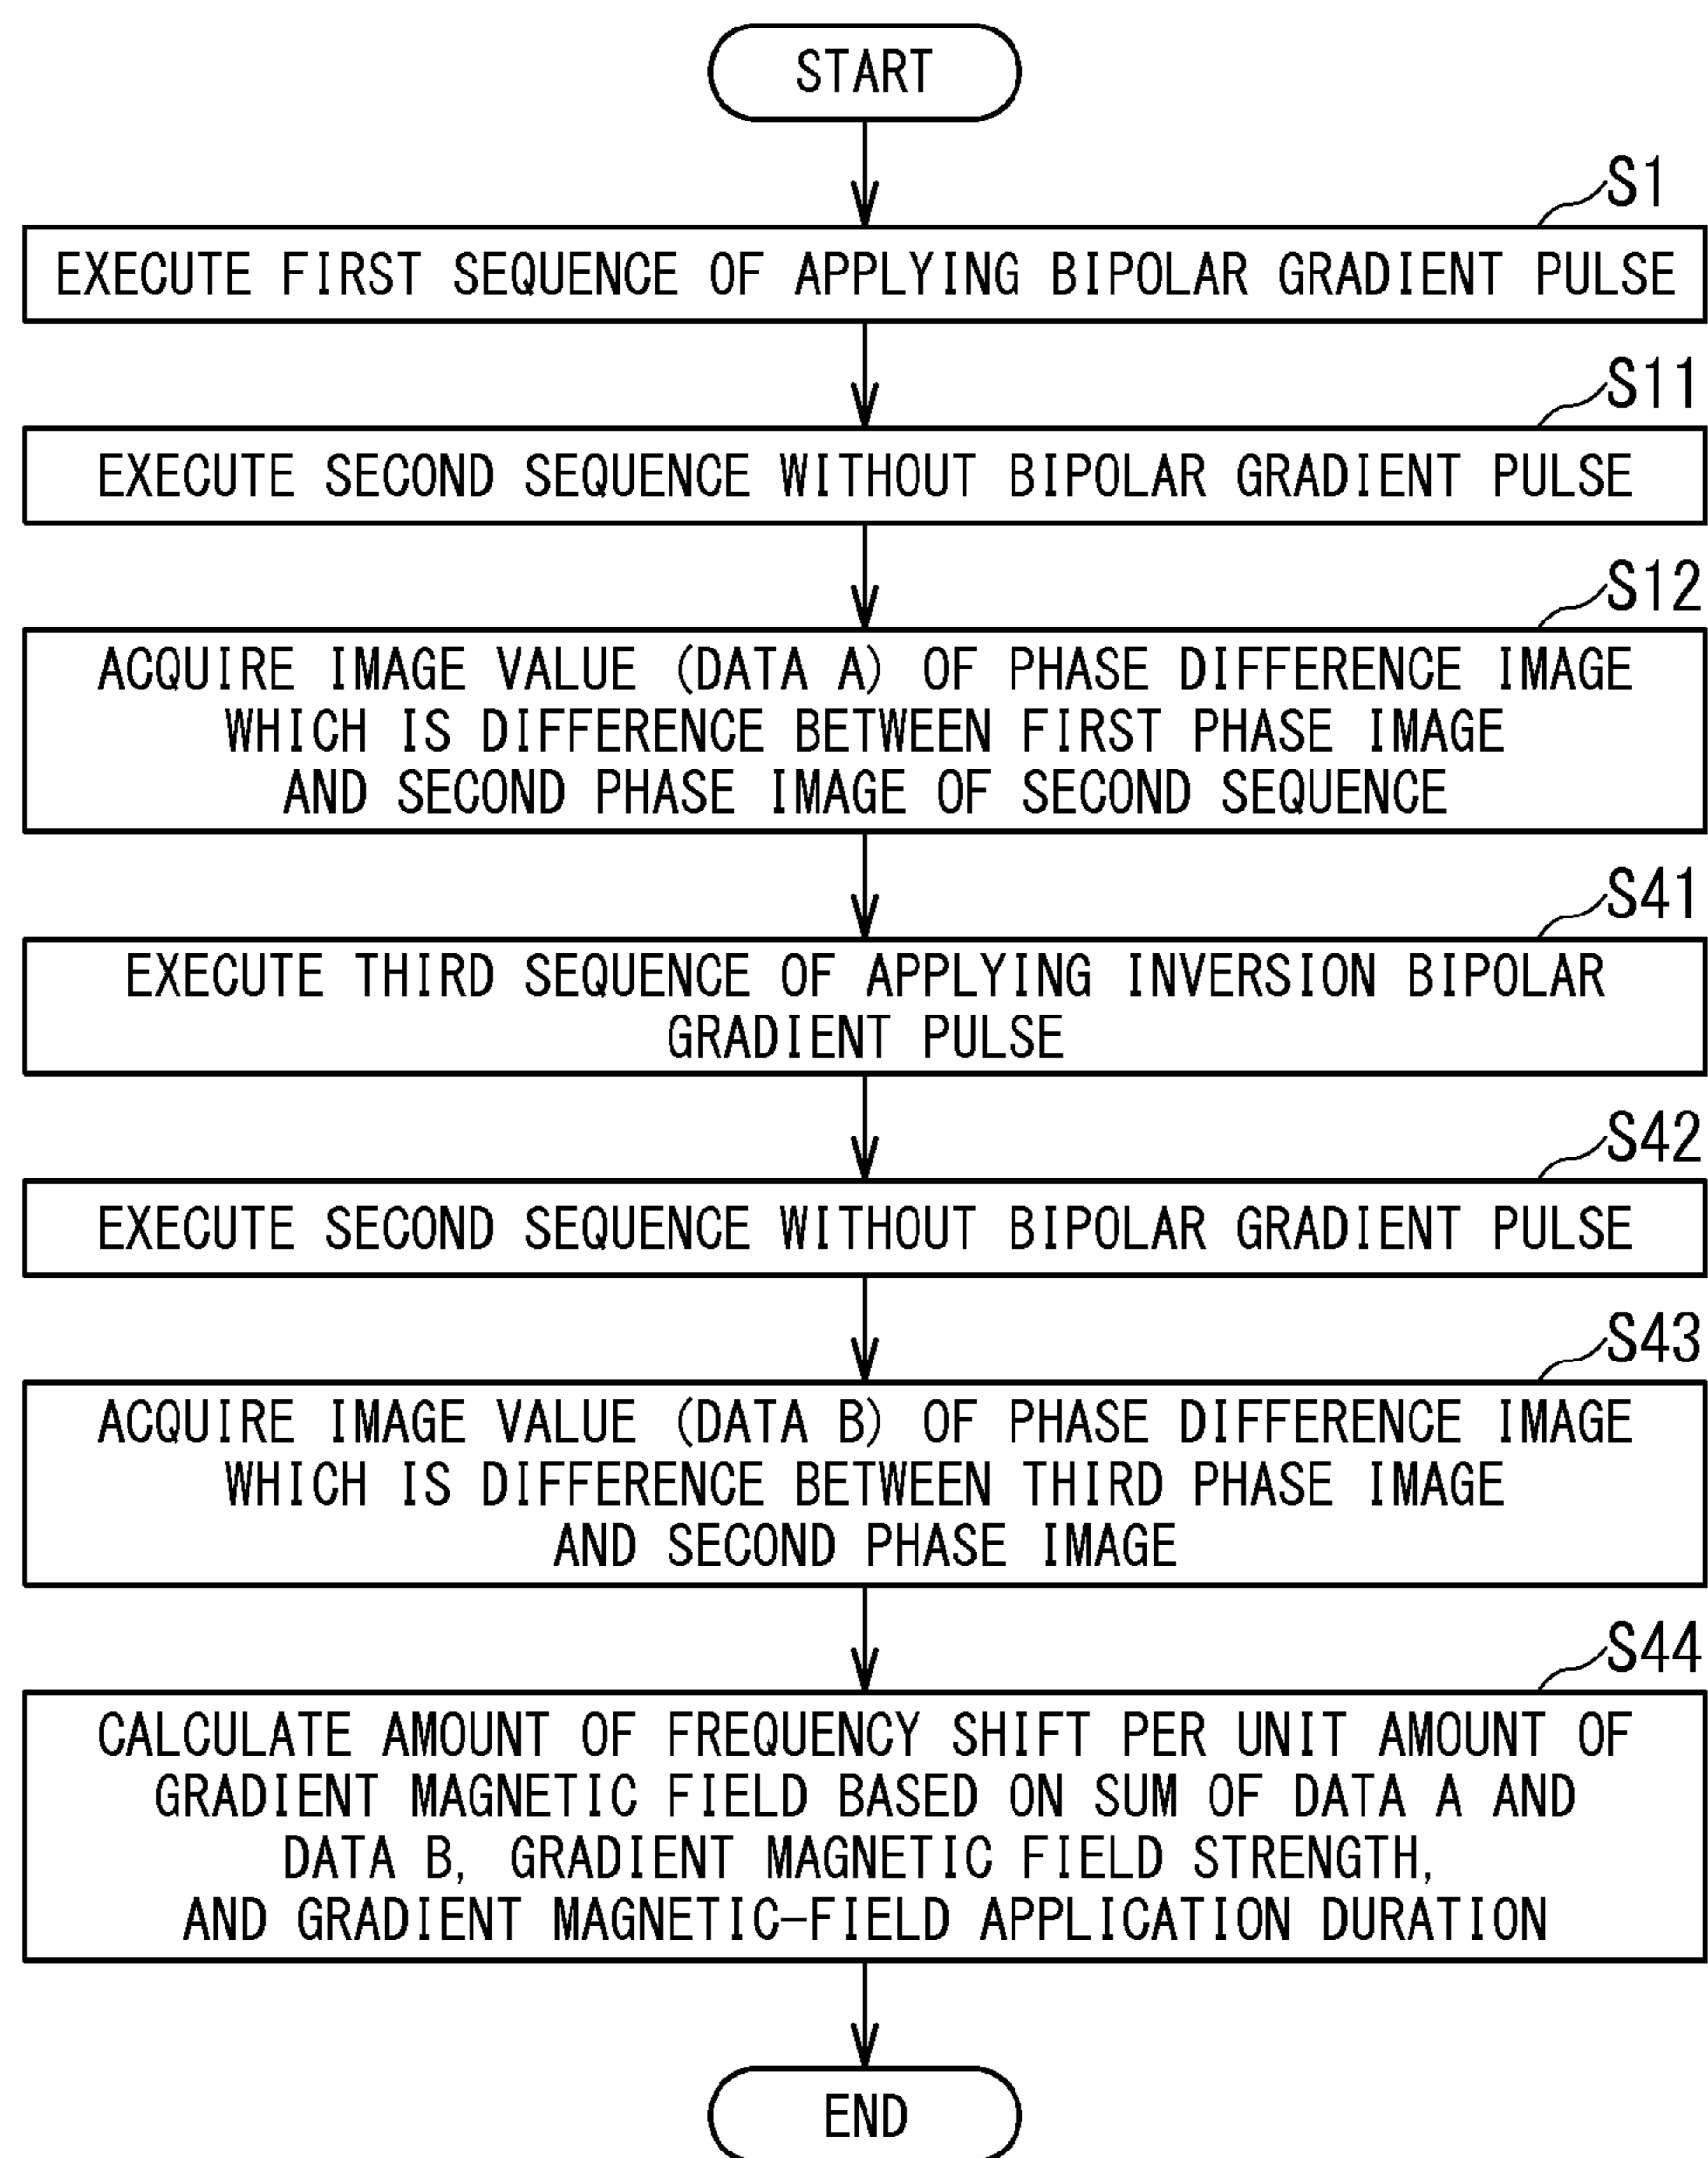 START
S1
EXECUTE FIRST SEQUENCE OF APPLYING BIPOLAR GRADIENT PULSE
S11
EXECUTE SECOND SEQUENCE WITHOUT BIPOLAR GRADIENT PULSE
S12
ACQUIRE IMAGE VALUE (DATA A) OF PHASE DIFFERENCE IMAGE
WHICH IS DIFFERENCE BETWEEN FIRST PHASE IMAGE
AND SECOND PHASE IMAGE OF SECOND SEQUENCE
S41
EXECUTE THIRD SEQUENCE OF APPLYING INVERSION BIPOLAR
GRADIENT PULSE
S42
EXECUTE SECOND SEQUENCE WITHOUT BIPOLAR GRADIENT PULSE
S43
ACQUIRE IMAGE VALUE (DATA B) OF PHASE DIFFERENCE IMAGE
WHICH IS DIFFERENCE BETWEEN THIRD PHASE IMAGE
AND SECOND PHASE IMAGE
S44
CALCULATE AMOUNT OF FREQUENCY SHIFT PER UNIT AMOUNT OF
GRADIENT MAGNETIC FIELD BASED ON SUM OF DATA A AND
DATA B, GRADIENT MAGNETIC FIELD STRENGTH,
AND GRADIENT MAGNETIC-FIELD APPLICATION DURATION
END